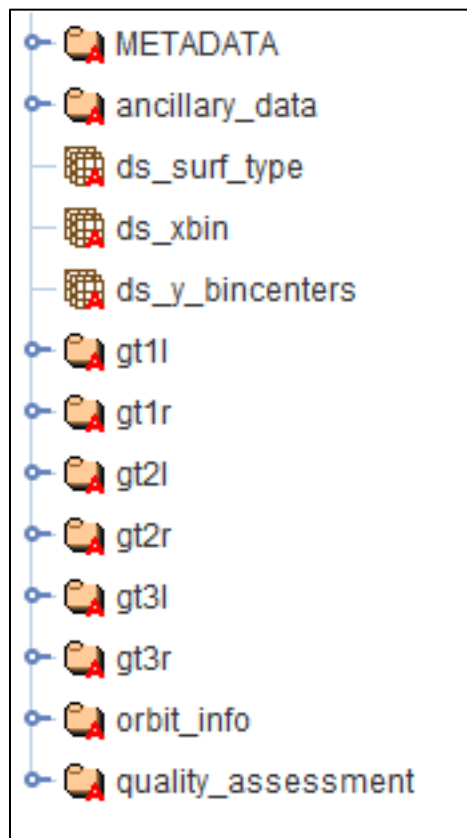 METADATA
ancillary_data
ds_surf_type
ds_xbin
ds_y_bincenters
gt1l
gt1r
gt2l
gt2r
gt3l
gt3r
orbit_info
quality_assessment